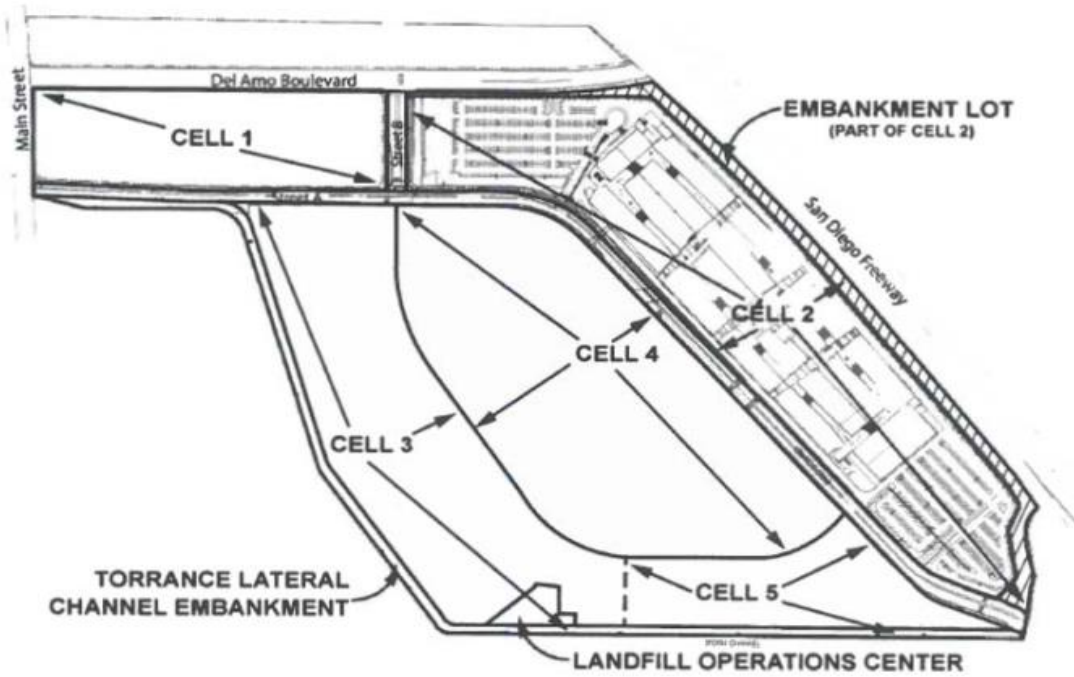 Del Amo Boulevard
Main Street
CELL 1
Street B
EMBANKMENT LOT
(PART OF CELL 2)
Street A
San Diego Freeway
CELL 2
CELL 4
CELL 3
TORRANCE LATERAL
CHANNEL EMBANKMENT
CELL 5
LANDFILL OPERATIONS CENTER